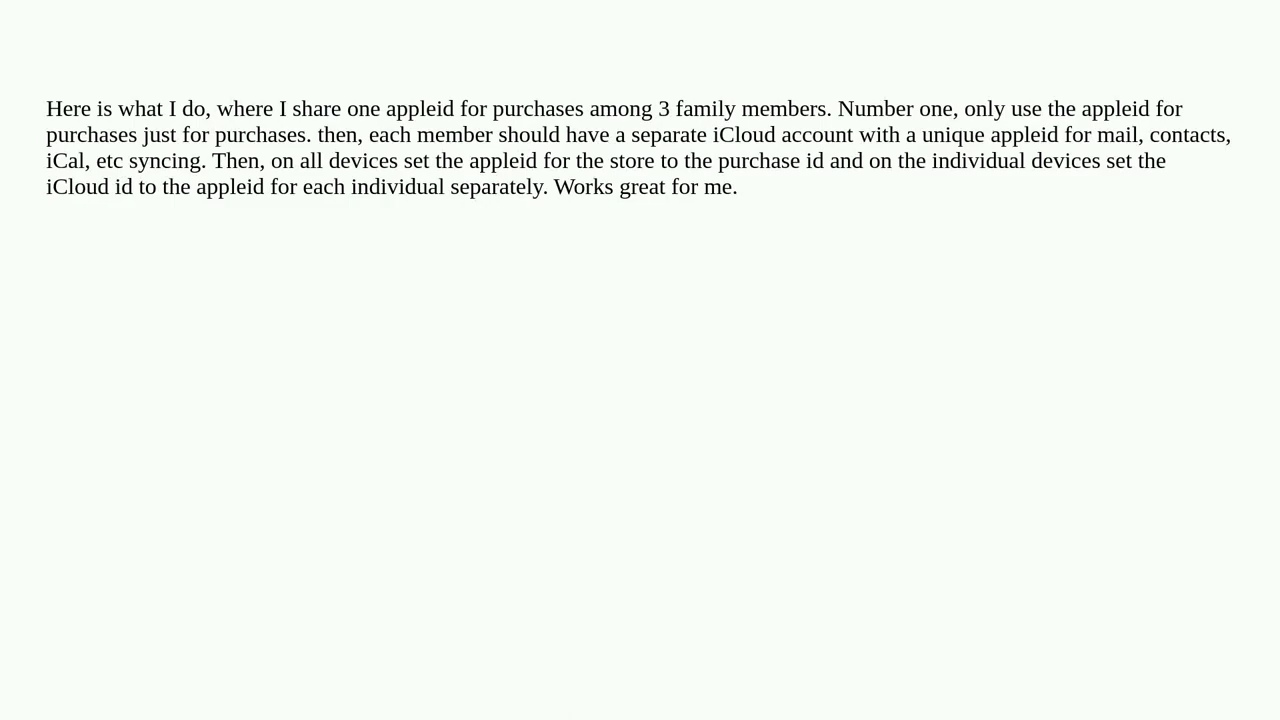 Here is what I do, where I share one appleid for purchases among 3 family members. Number one, only use the appleid for
purchases just for purchases. then, each member should have a separate iCloud account with a unique appleid for mail, contacts,
iCal, etc syncing. Then, on all devices set the appleid for the store to the purchase id and on the individual devices set the
iCloud id to the appleid for each individual separately. Works great for me.